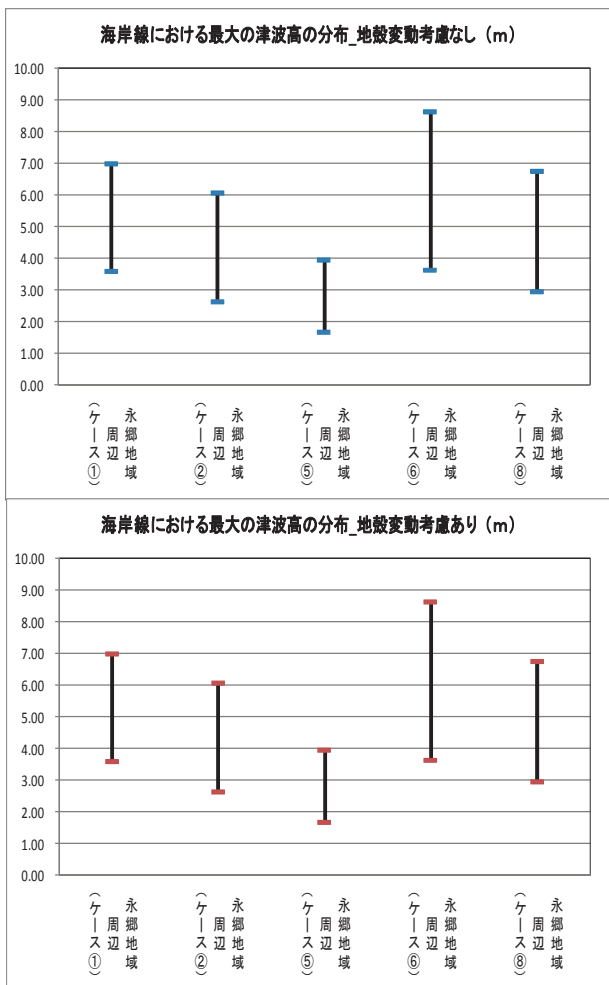 海岸線における最大の津波高の分布_地殻変動考慮なし（m）
10.00
9.00
8.00
7.00
6.00
5.00
4.00
3.00
2.00
1.00
0.00
永郷地域
周辺
（ケース①）
永郷地域
周辺
（ケース②）
永郷地域
周辺
（ケース⑤）
永郷地域
周辺
（ケース⑥）
永郷地域
周辺
（ケース⑧）
海岸線における最大の津波高の分布_地殻変動考慮あり（m）
10.00
9.00
8.00
7.00
6.00
5.00
4.00
3.00
2.00
1.00
0.00
永郷地域
周辺
（ケース①）
永郷地域
周辺
（ケース②）
永郷地域
周辺
（ケース⑤）
永郷地域
周辺
（ケース⑥）
永郷地域
周辺
（ケース⑧）